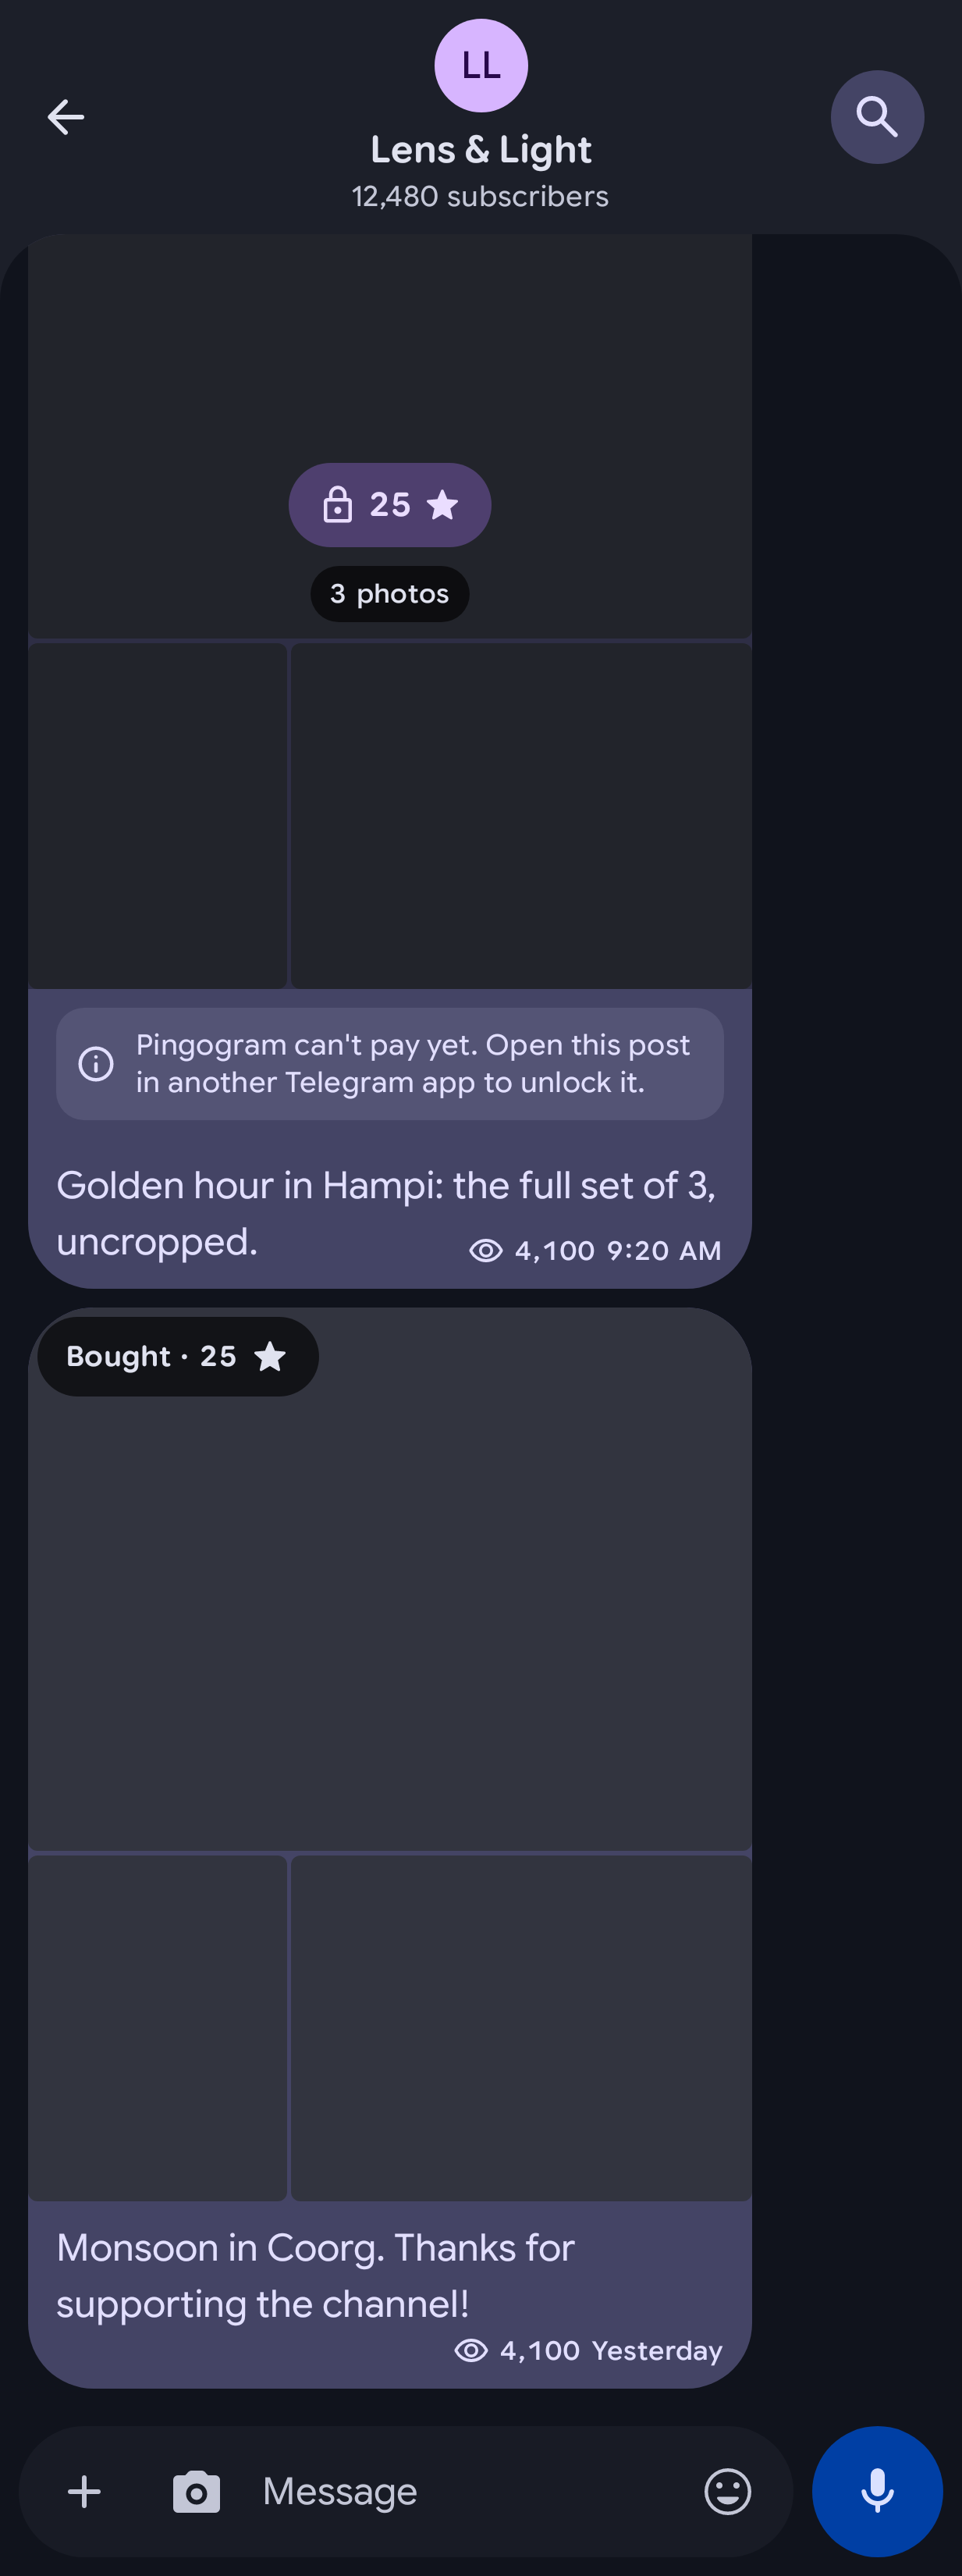 LL
Lens & Light
12,480 subscribers
25
3 photos
Pingogram can't pay yet. Open this post
in another Telegram app to unlock it.
Golden hour in Hampi: the full set of 3,
uncropped.
4,100 9:20 AM
Bought · 25
Monsoon in Coorg. Thanks for
supporting the channel!
4,100 Yesterday
Message